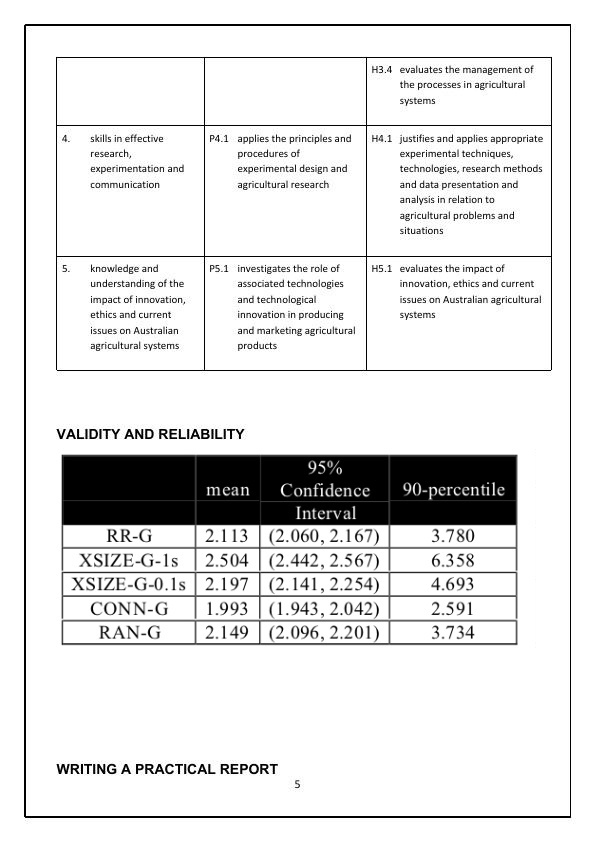 H3.4 evaluates the management of
the processes in agricultural
systems
4. skills in effective
research,
experimentation and
communication
P4.1 applies the principles and
procedures of
experimental design and
agricultural research
H4.1 justifies and applies appropriate
experimental techniques,
technologies, research methods
and data presentation and
analysis in relation to
agricultural problems and
situations
5. knowledge and
understanding of the
impact of innovation,
ethics and current
issues on Australian
agricultural systems
P5.1 investigates the role of
associated technologies
and technological
innovation in producing
and marketing agricultural
products
H5.1 evaluates the impact of
innovation, ethics and current
issues on Australian agricultural
systems
VALIDITY AND RELIABILITY
mean
95%
Confidence
Interval
90-percentile
RR-G 2.113 (2.060, 2.167) 3.780
XSIZE-G-1s 2.504 (2.442, 2.567) 6.358
XSIZE-G-0.1s 2.197 (2.141, 2.254) 4.693
CONN-G 1.993 (1.943, 2.042) 2.591
RAN-G 2.149 (2.096, 2.201) 3.734
WRITING A PRACTICAL REPORT
5